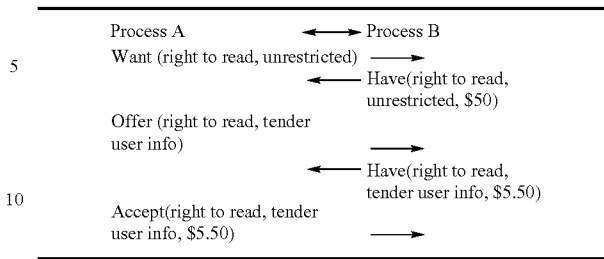 Process A Process B
5 Want (right to read, unrestricted)
Have(right to read,
unrestricted, $50)
Offer (right to read, tender
user info)
Have(right to read,
10 tender user info, $5.50)
Accept(right to read, tender
user info, $5.50)